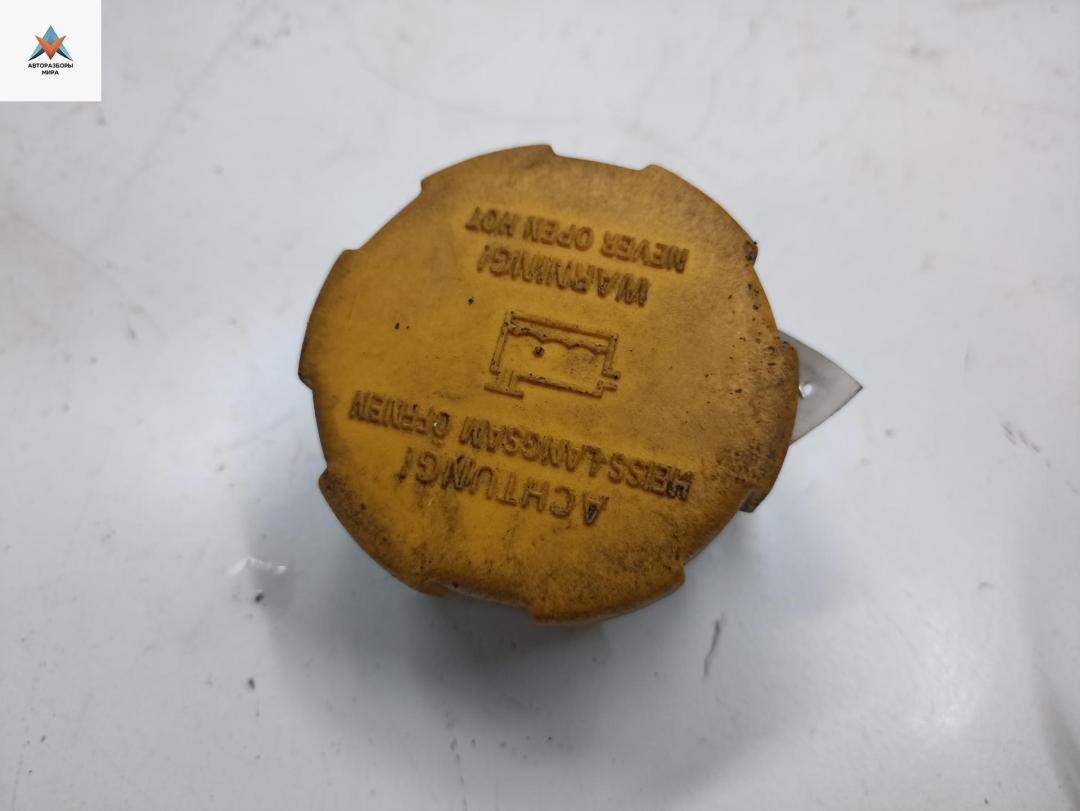 АВТОРАЗБОРЫ
МИРА
ACHTUNG!
HEISS-LANGSAM ÖFFNEN
WARNING!
NEVER OPEN HOT